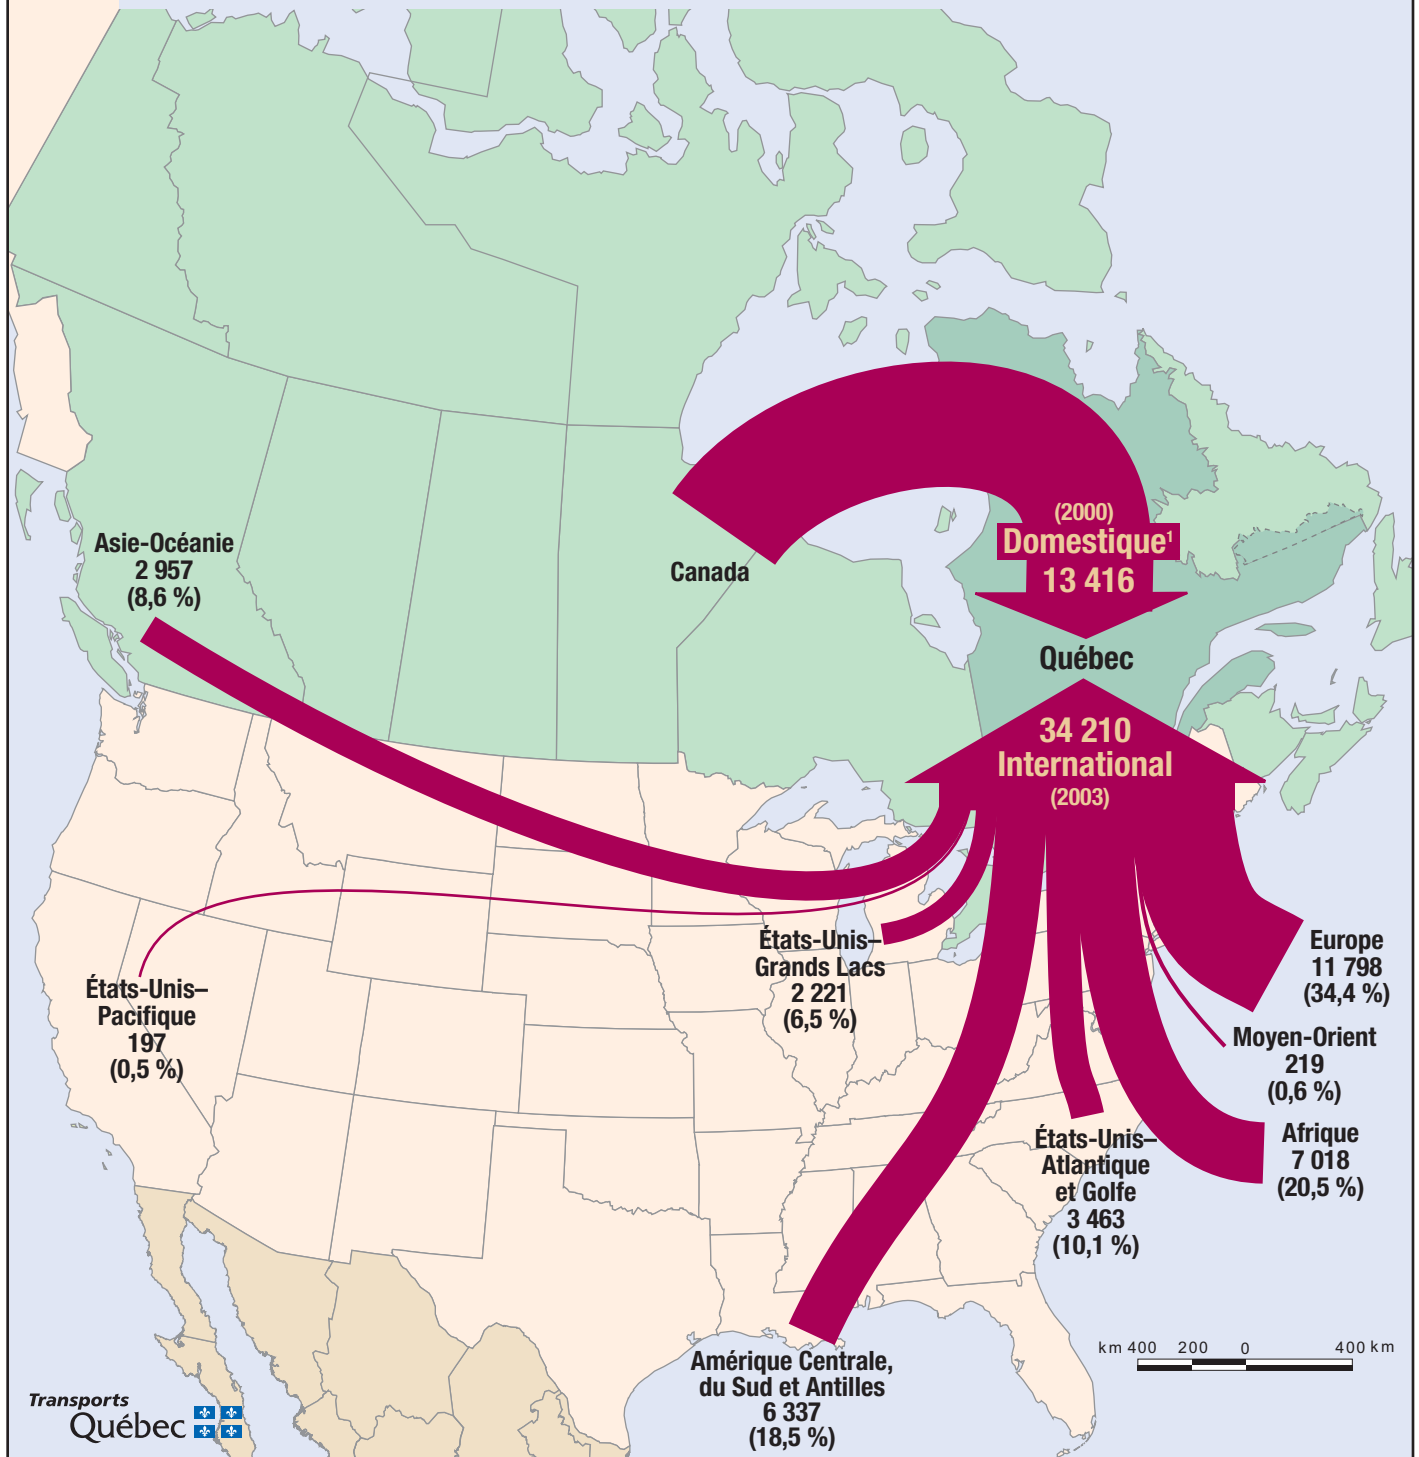 (2000)
Domestique¹
13 416
Canada
Québec
34 210
International
(2003)
Asie-Océanie
2 957
(8,6 %)
États-Unis–
Pacifique
197
(0,5 %)
États-Unis–
Grands Lacs
2 221
(6,5 %)
Europe
11 798
(34,4 %)
Moyen-Orient
219
(0,6 %)
Afrique
7 018
(20,5 %)
États-Unis–
Atlantique
et Golfe
3 463
(10,1 %)
Amérique Centrale,
du Sud et Antilles
6 337
(18,5 %)
km 400 200 0 400 km
Transports
Québec